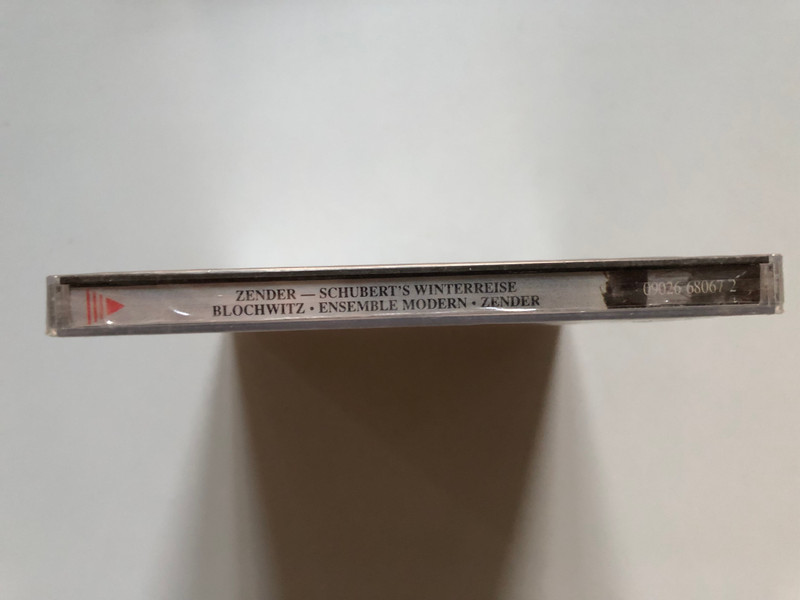 ZENDER — SCHUBERT'S WINTERREISE
BLOCHWITZ • ENSEMBLE MODERN • ZENDER
09026 68067 2